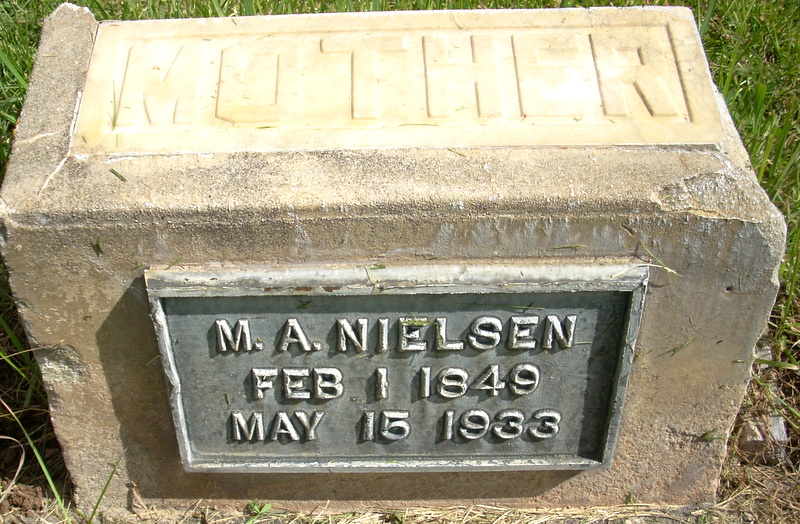 MOTHER
M. A. NIELSEN
FEB 1 1849
MAY 15 1933